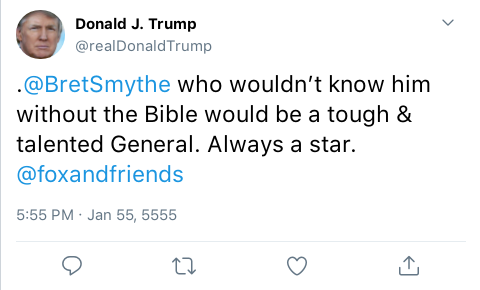 Donald J. Trump
@realDonaldTrump
.@BretSmythe who wouldn’t know him
without the Bible would be a tough &
talented General. Always a star.
@foxandfriends
5:55 PM · Jan 55, 5555